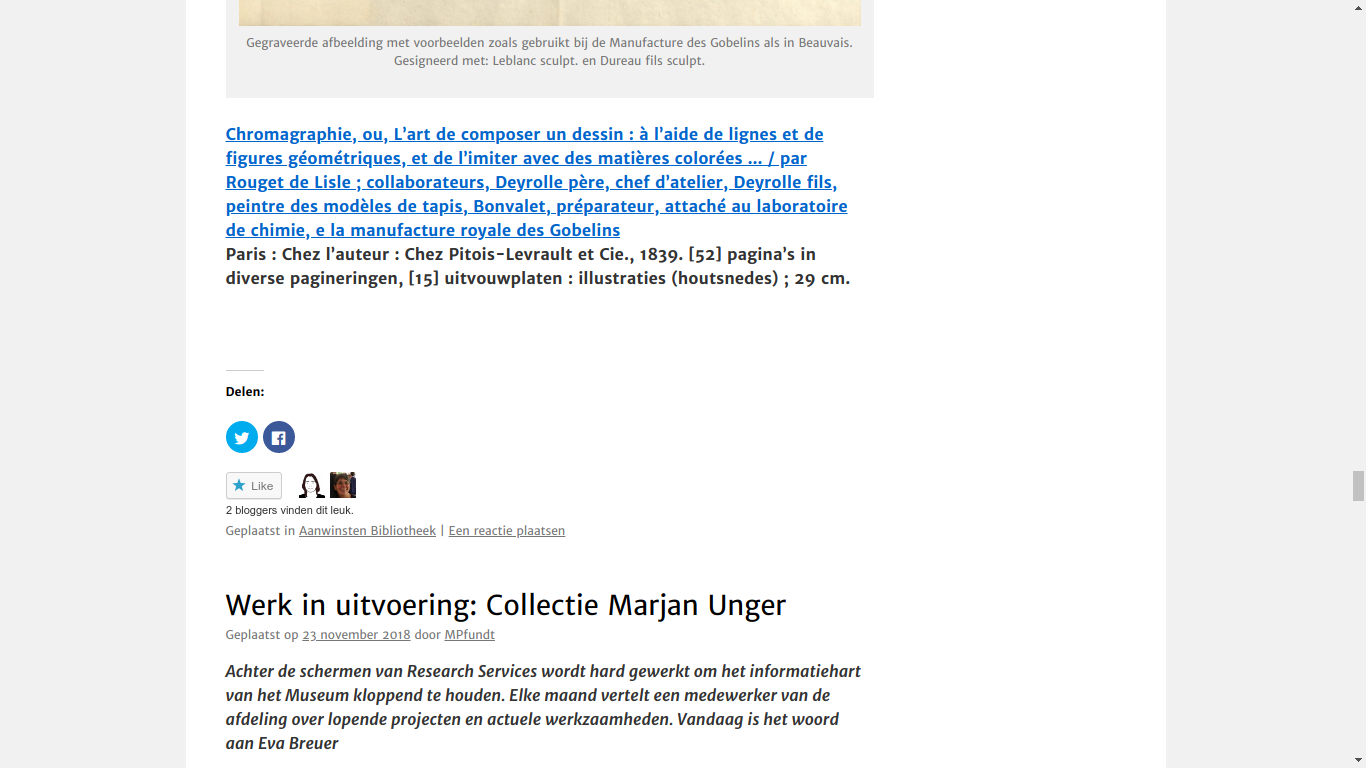 Gegraveerde afbeelding met voorbeelden zoals gebruikt bij de Manufacture des Gobelins als in Beauvais.
Gesigneerd met: Leblanc sculpt. en Dureau fils sculpt.
Chromagraphie, ou, L’art de composer un dessin : à l’aide de lignes et de
figures géométriques, et de l’imiter avec des matières colorées … / par
Rouget de Lisle ; collaborateurs, Deyrolle père, chef d’atelier, Deyrolle fils,
peintre des modèles de tapis, Bonvalet, préparateur, attaché au laboratoire
de chimie, e la manufacture royale des Gobelins
Paris : Chez l’auteur : Chez Pitois-Levrault et Cie., 1839. [52] pagina’s in
diverse pagineringen, [15] uitvouwplaten : illustraties (houtsnedes) ; 29 cm.
Delen:
Like
2 bloggers vinden dit leuk.
Geplaatst in Aanwinsten Bibliotheek | Een reactie plaatsen
Werk in uitvoering: Collectie Marjan Unger
Geplaatst op 23 november 2018 door MPfundt
Achter de schermen van Research Services wordt hard gewerkt om het informatiehart
van het Museum kloppend te houden. Elke maand vertelt een medewerker van de
afdeling over lopende projecten en actuele werkzaamheden. Vandaag is het woord
aan Eva Breuer